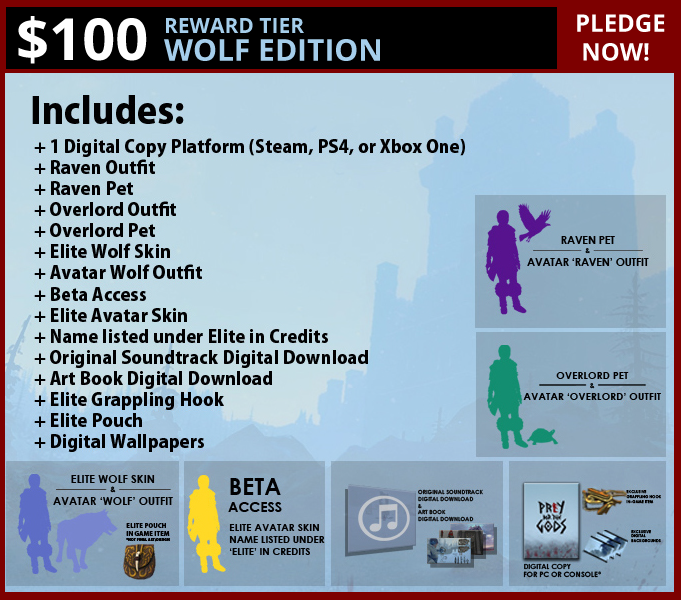 $100 REWARD TIER
WOLF EDITION
PLEDGE
NOW!
Includes:
+ 1 Digital Copy Platform (Steam, PS4, or Xbox One)
+ Raven Outfit
+ Raven Pet
+ Overlord Outfit
+ Overlord Pet
+ Elite Wolf Skin
+ Avatar Wolf Outfit
+ Beta Access
+ Elite Avatar Skin
+ Name listed under Elite in Credits
+ Original Soundtrack Digital Download
+ Art Book Digital Download
+ Elite Grappling Hook
+ Elite Pouch
+ Digital Wallpapers
RAVEN PET
&
AVATAR ‘RAVEN’ OUTFIT
OVERLORD PET
&
AVATAR ‘OVERLORD’ OUTFIT
ELITE WOLF SKIN
&
AVATAR ‘WOLF’ OUTFIT
ELITE POUCH
IN GAME ITEM
BETA
ACCESS
ELITE AVATAR SKIN
NAME LISTED UNDER
‘ELITE’ IN CREDITS
ORIGINAL SOUNDTRACK
DIGITAL DOWNLOAD
&
ART BOOK
DIGITAL DOWNLOAD
PREY
FOR THE
GODS
DIGITAL COPY
FOR PC OR CONSOLE*
EXCLUSIVE
GRAPPLING HOOK
IN-GAME ITEM
EXCLUSIVE
DIGITAL
BACKGROUNDS